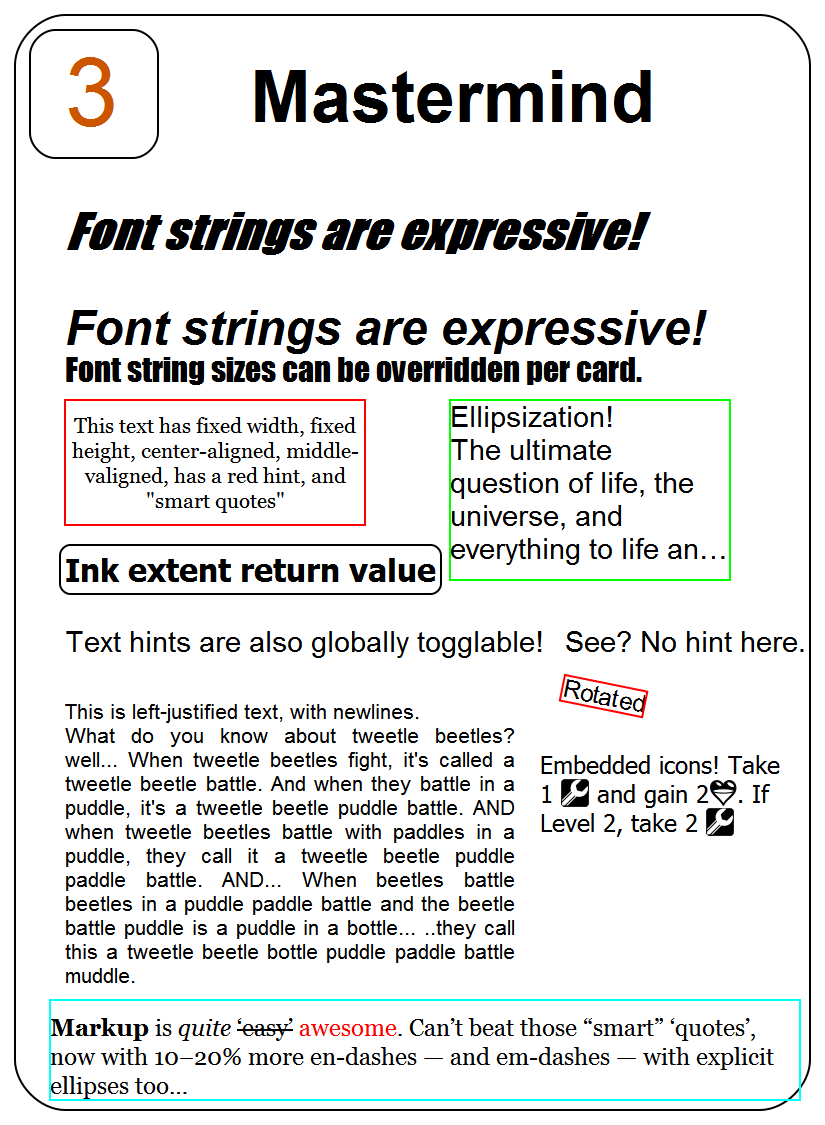 3
Mastermind
Font strings are expressive!
Font strings are expressive!
Font string sizes can be overridden per card.
This text has fixed width, fixed
height, center-aligned, middle-
valigned, has a red hint, and
"smart quotes"
Ellipsization!
The ultimate
question of life, the
universe, and
everything to life an…
Ink extent return value
Text hints are also globally togglable!
See? No hint here.
Rotated
This is left-justified text, with newlines.
What do you know about tweetle beetles?
well... When tweetle beetles fight, it's called a
tweetle beetle battle. And when they battle in a
puddle, it's a tweetle beetle puddle battle. AND
when tweetle beetles battle with paddles in a
puddle, they call it a tweetle beetle puddle
paddle battle. AND... When beetles battle
beetles in a puddle paddle battle and the beetle
battle puddle is a puddle in a bottle... ..they call
this a tweetle beetle bottle puddle paddle battle
muddle.
Embedded icons! Take
1 and gain 2. If
Level 2, take 2
Markup is quite ‘easy’ awesome. Can’t beat those “smart” ‘quotes’,
now with 10–20% more en-dashes — and em-dashes — with explicit
ellipses too…